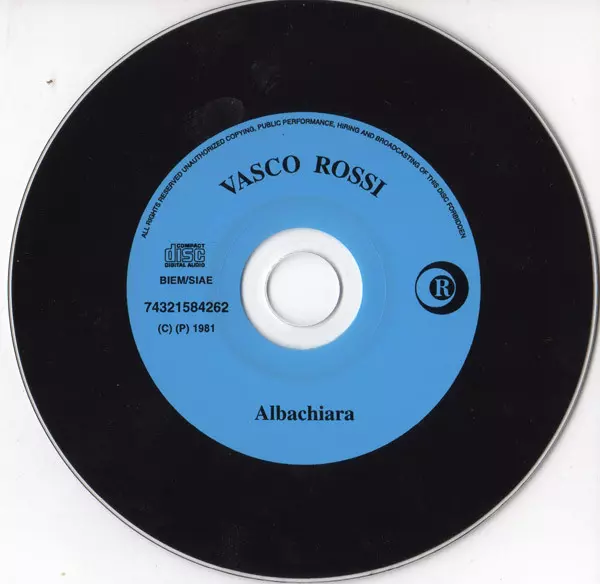 ALL RIGHTS RESERVED UNAUTHORIZED COPYING, PUBLIC PERFORMANCE, HIRING AND BROADCASTING OF THIS DISC FORBIDDEN
VASCO ROSSI
COMPACT
disc
DIGITAL AUDIO
BIEM/SIAE
74321584262
(C) (P) 1981
R
Albachiara